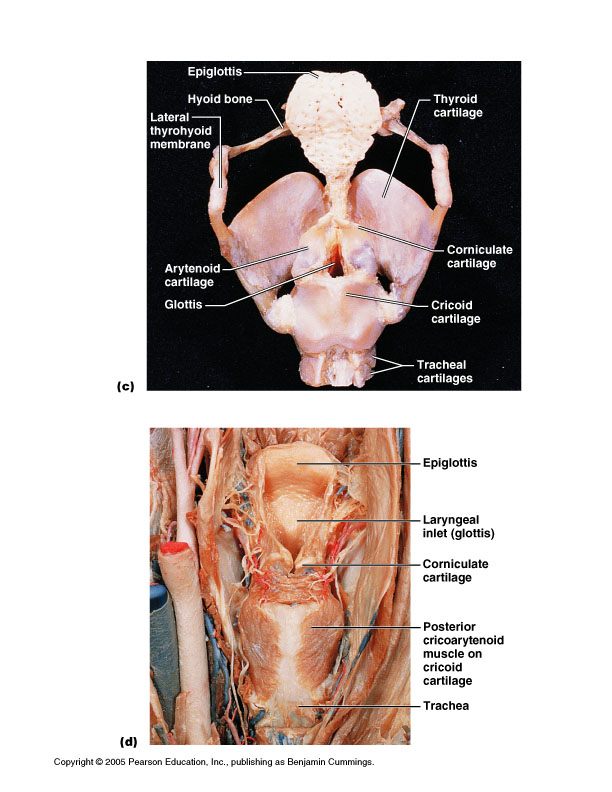 Epiglottis
Hyoid bone
Lateral
thyrohyoid
membrane
Thyroid
cartilage
Arytenoid
cartilage
Glottis
Corniculate
cartilage
Cricoid
cartilage
Tracheal
cartilages
(c)
Epiglottis
Laryngeal
inlet (glottis)
Corniculate
cartilage
Posterior
cricoarytenoid
muscle on
cricoid
cartilage
Trachea
(d)
Copyright © 2005 Pearson Education, Inc., publishing as Benjamin Cummings.